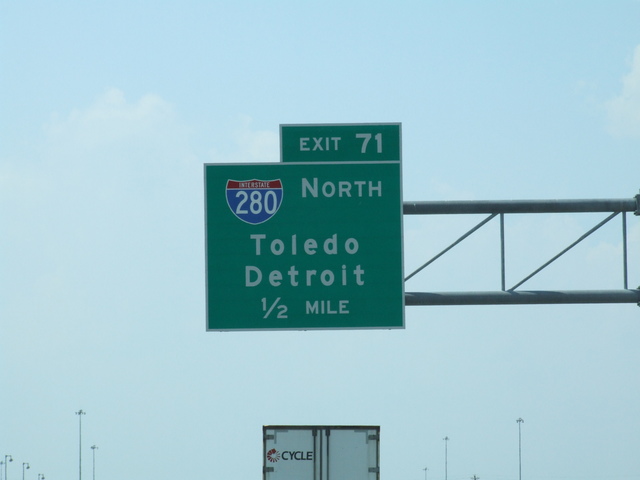 EXIT 71
INTERSTATE
280 NORTH
Toledo
Detroit
1/2 MILE
CYCLE